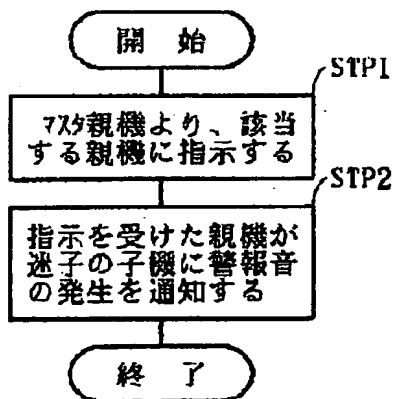 開 始
STP1
マスタ親機より、該当
する親機に指示する
STP2
指示を受けた親機が
迷子の子機に警報音
の発生を通知する
終 了